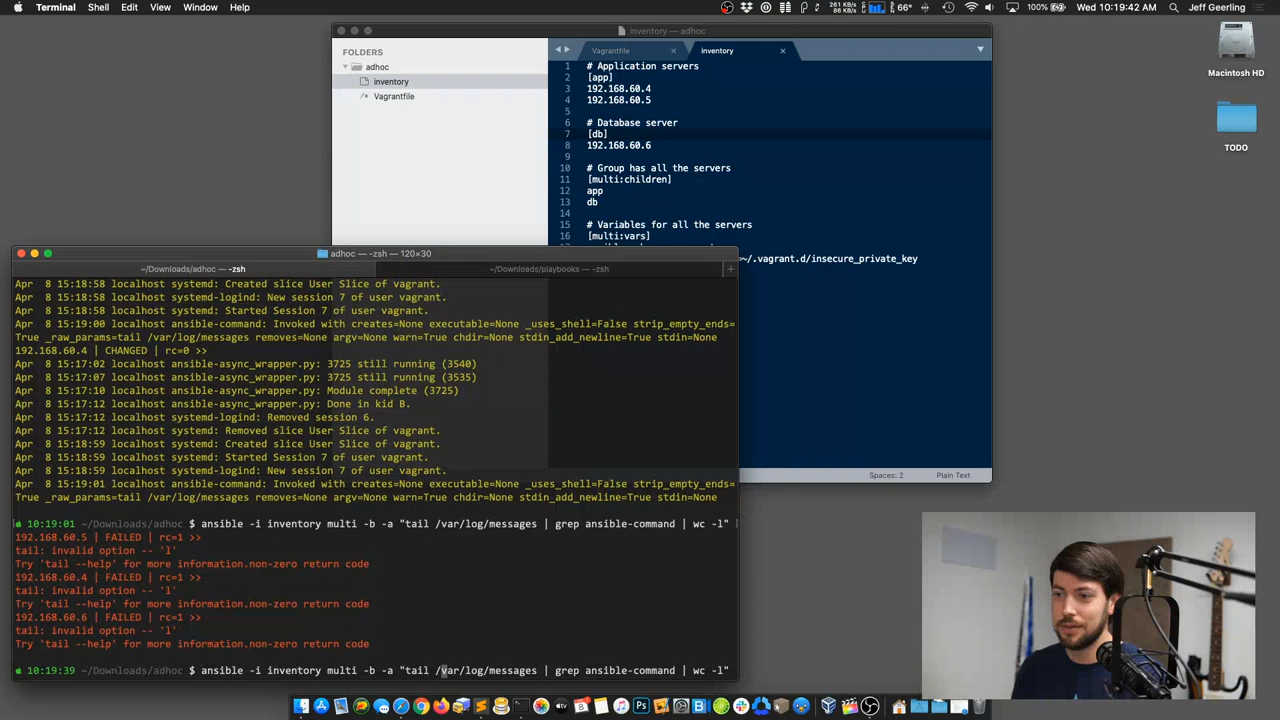 Terminal Shell Edit View Window Help
261 KB/s
86 KB/s
66°
100%
Wed 10:19:42 AM Jeff Geerling
inventory — adhoc
FOLDERS
adhoc
inventory
/* Vagrantfile
Vagrantfile
inventory
1 # Application servers
2 [app]
3 192.168.60.4
4 192.168.60.5
5
6 # Database server
7 [db]
8 192.168.60.6
9
10 # Group has all the servers
11 [multi:children]
12 app
13 db
14
15 # Variables for all the servers
16 [multi:vars]
~/.vagrant.d/insecure_private_key
Spaces: 2 Plain Text
Macintosh HD
TODO
adhoc — -zsh — 120×30
~/Downloads/adhoc — -zsh
~/Downloads/playbooks — -zsh
Apr  8 15:18:58 localhost systemd: Created slice User Slice of vagrant.
Apr  8 15:18:58 localhost systemd-logind: New session 7 of user vagrant.
Apr  8 15:18:58 localhost systemd: Started Session 7 of user vagrant.
Apr  8 15:19:00 localhost ansible-command: Invoked with creates=None executable=None _uses_shell=False strip_empty_ends=
True _raw_params=tail /var/log/messages removes=None argv=None warn=True chdir=None stdin_add_newline=True stdin=None
192.168.60.4 | CHANGED | rc=0 >>
Apr  8 15:17:02 localhost ansible-async_wrapper.py: 3725 still running (3540)
Apr  8 15:17:07 localhost ansible-async_wrapper.py: 3725 still running (3535)
Apr  8 15:17:10 localhost ansible-async_wrapper.py: Module complete (3725)
Apr  8 15:17:12 localhost ansible-async_wrapper.py: Done in kid B.
Apr  8 15:17:12 localhost systemd-logind: Removed session 6.
Apr  8 15:17:12 localhost systemd: Removed slice User Slice of vagrant.
Apr  8 15:18:59 localhost systemd: Created slice User Slice of vagrant.
Apr  8 15:18:59 localhost systemd: Started Session 7 of user vagrant.
Apr  8 15:18:59 localhost systemd-logind: New session 7 of user vagrant.
Apr  8 15:19:01 localhost ansible-command: Invoked with creates=None executable=None _uses_shell=False strip_empty_ends=
True _raw_params=tail /var/log/messages removes=None argv=None warn=True chdir=None stdin_add_newline=True stdin=None
10:19:01 ~/Downloads/adhoc $ ansible -i inventory multi -b -a "tail /var/log/messages | grep ansible-command | wc -l"
192.168.60.5 | FAILED | rc=1 >>
tail: invalid option -- 'l'
Try 'tail --help' for more information.non-zero return code
192.168.60.4 | FAILED | rc=1 >>
tail: invalid option -- 'l'
Try 'tail --help' for more information.non-zero return code
192.168.60.6 | FAILED | rc=1 >>
tail: invalid option -- 'l'
Try 'tail --help' for more information.non-zero return code
10:19:39 ~/Downloads/adhoc $ ansible -i inventory multi -b -a "tail /var/log/messages | grep ansible-command | wc -l"